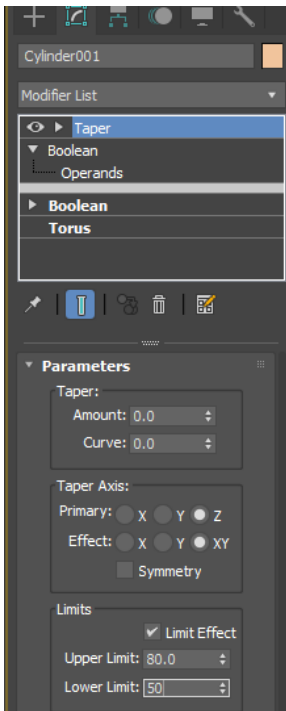 Cylinder001
Modifier List
Taper
Boolean
Operands
Boolean
Torus
Parameters
Taper:
Amount: 0.0
Curve: 0.0
Taper Axis:
Primary: X Y Z
Effect: X Y XY
Symmetry
Limits
Limit Effect
Upper Limit: 80.0
Lower Limit: 50